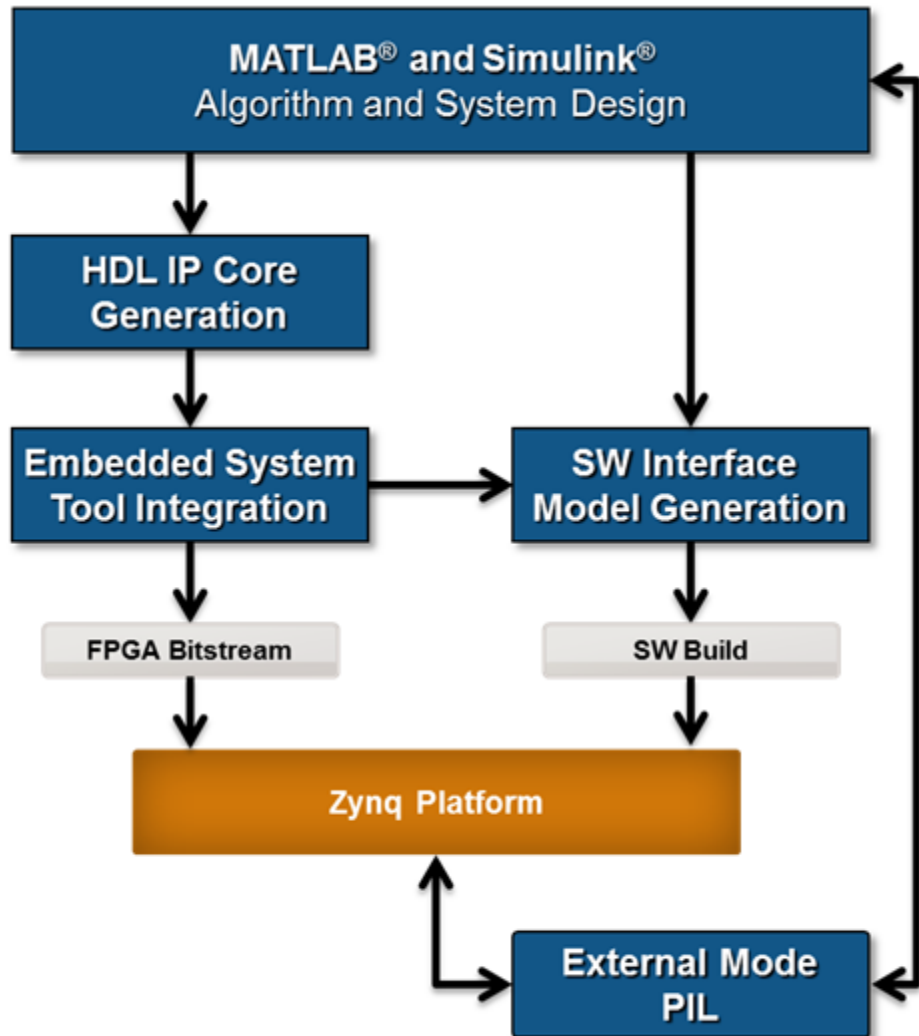 MATLAB® and Simulink®
Algorithm and System Design
HDL IP Core
Generation
Embedded System
Tool Integration
SW Interface
Model Generation
FPGA Bitstream
SW Build
Zynq Platform
External Mode
PIL